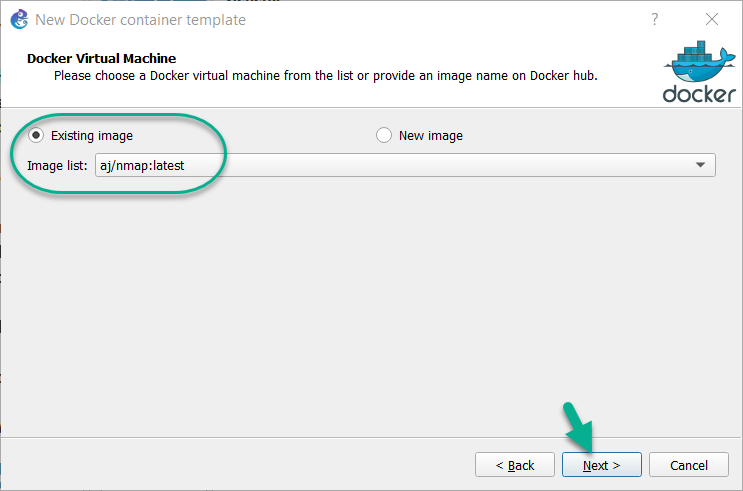 New Docker container template
?
Docker Virtual Machine
Please choose a Docker virtual machine from the list or provide an image name on Docker hub.
docker
Existing image
New image
Image list: aj/nmap:latest
< Back
Next >
Cancel